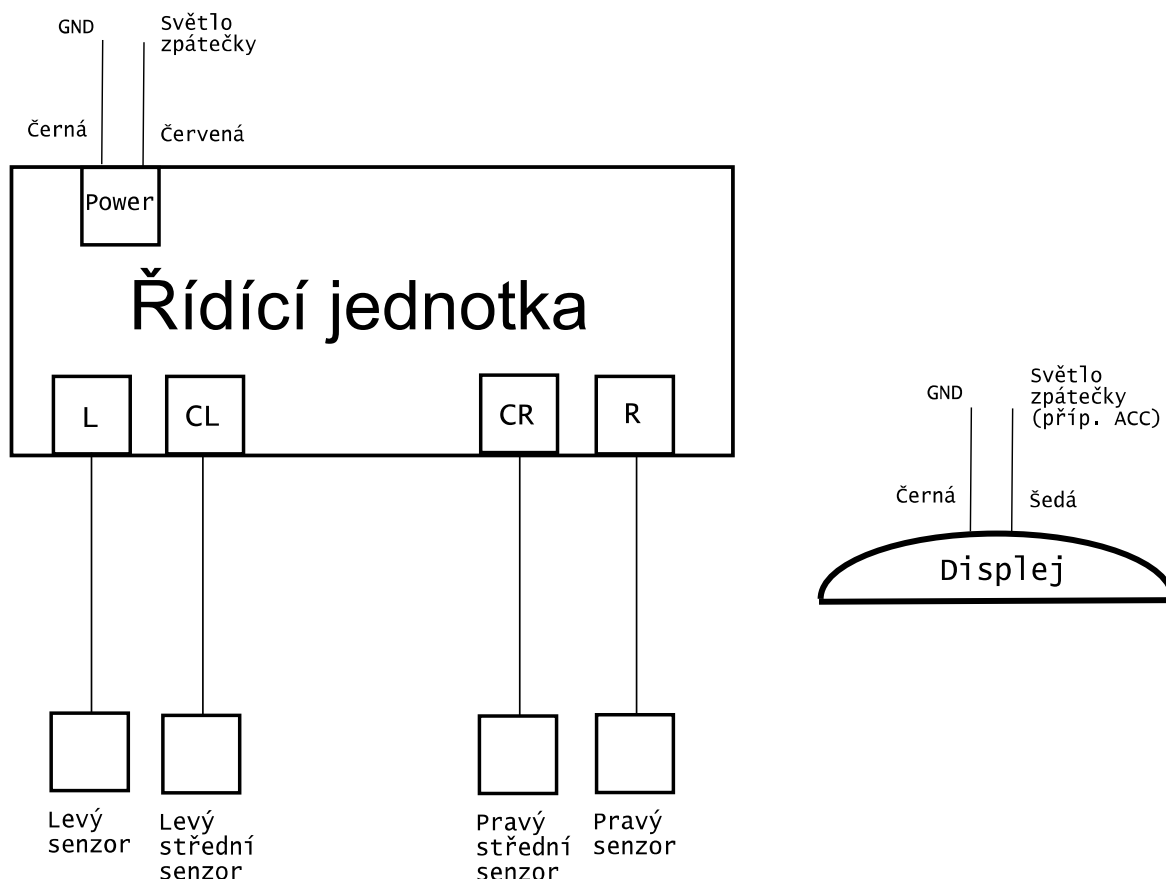 GND
Světlo
zpátečky
Černá
Červená
Power
Řídící jednotka
L
CL
CR
R
GND
Světlo
zpátečky
(příp. ACC)
Černá
Šedá
Displej
Levý
senzor
Levý
střední
senzor
Pravý
střední
senzor
Pravý
senzor